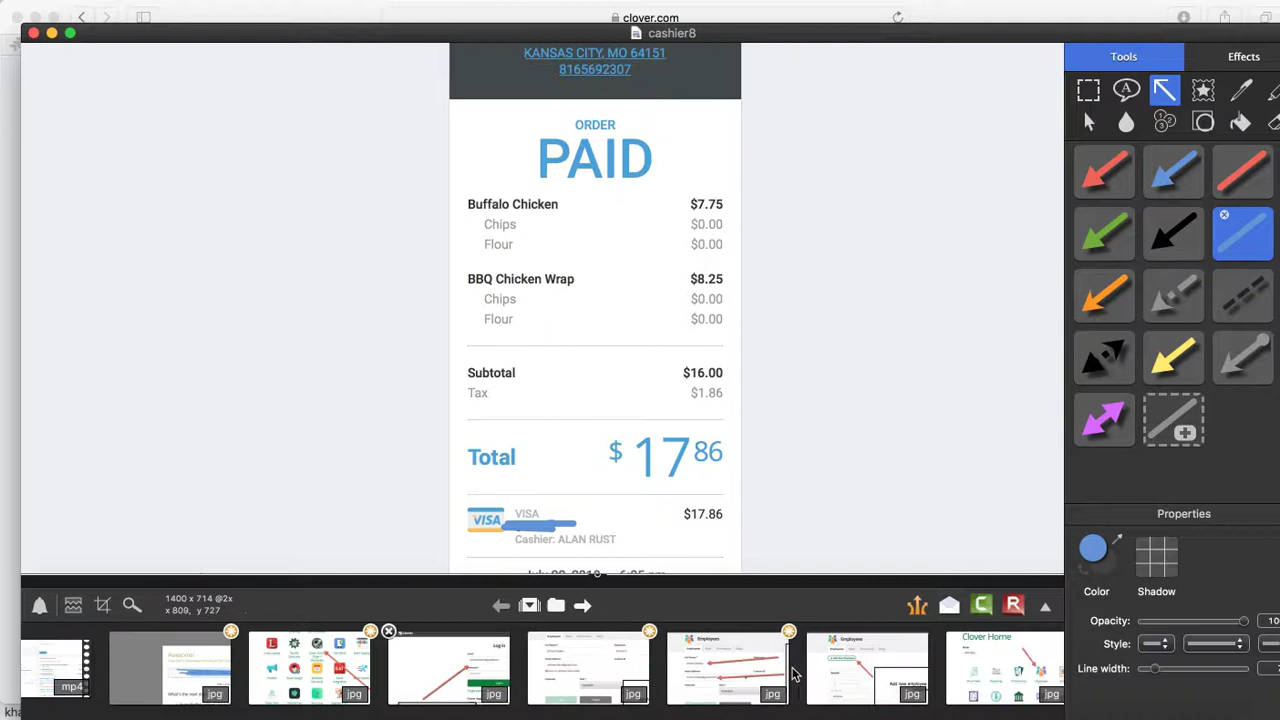 clover.com
cashier8
KANSAS CITY, MO 64151
8165692307
ORDER
PAID
Buffalo Chicken $7.75
Chips $0.00
Flour $0.00
BBQ Chicken Wrap $8.25
Chips $0.00
Flour $0.00
Subtotal $16.00
Tax $1.86
Total $ 17 86
VISA VISA $17.86
Cashier: ALAN RUST
Tools Effects
Properties
Color Shadow
Opacity:
Style:
Line width:
1400 x 714 @2x
x 809, y 727
mp4
jpg
jpg
jpg
jpg
Employees
jpg
Employees
jpg
Clover Home
jpg